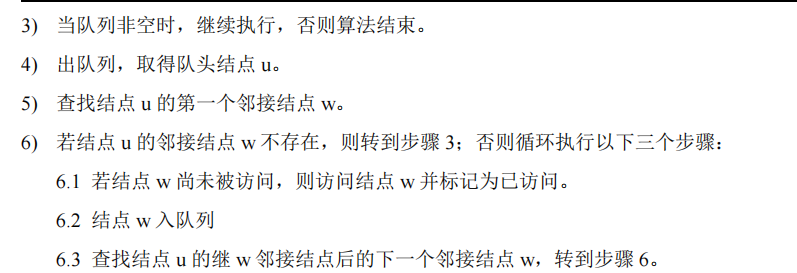 3) 当队列非空时，继续执行，否则算法结束。
4) 出队列，取得队头结点 u。
5) 查找结点 u 的第一个邻接结点 w。
6) 若结点 u 的邻接结点 w 不存在，则转到步骤 3；否则循环执行以下三个步骤：
6.1 若结点 w 尚未被访问，则访问结点 w 并标记为已访问。
6.2 结点 w 入队列
6.3 查找结点 u 的继 w 邻接结点后的下一个邻接结点 w，转到步骤 6。